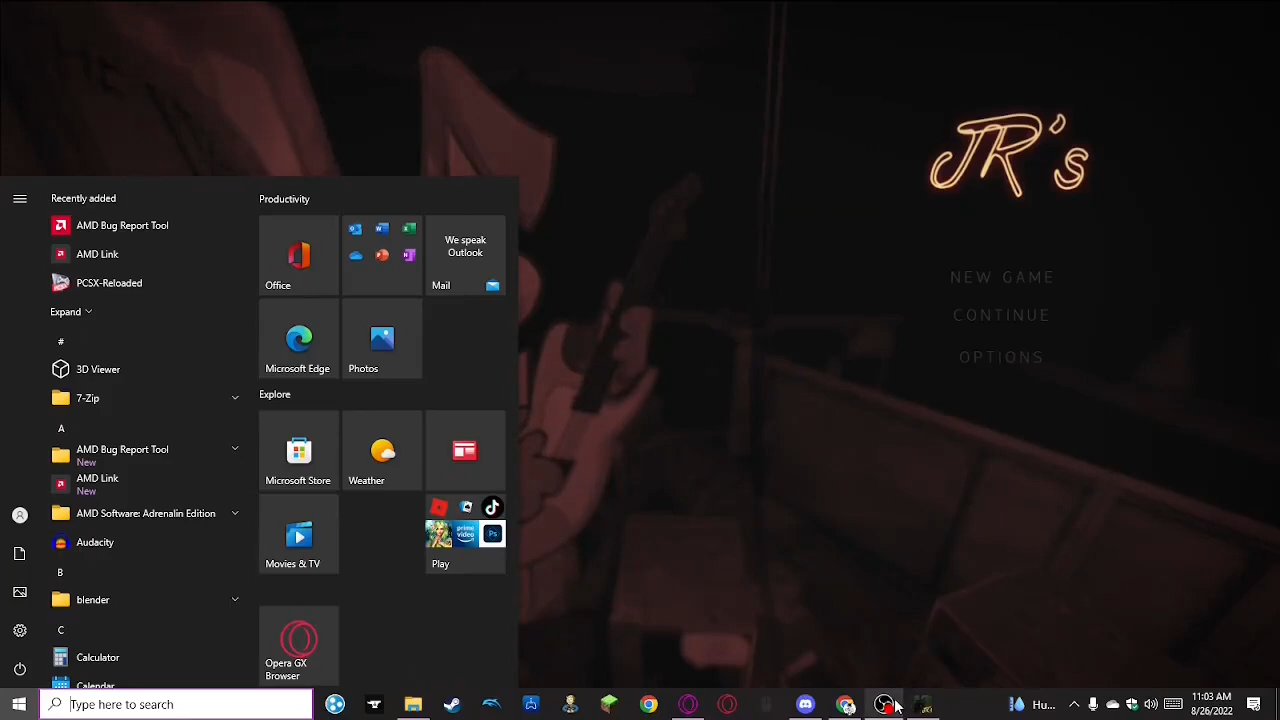 JR's
NEW GAME
CONTINUE
OPTIONS
Recently added
AMD Bug Report Tool
AMD Link
PCSX-Reloaded
Expand
#
3D Viewer
7-Zip
A
AMD Bug Report Tool
New
AMD Link
New
AMD Software: Adrenalin Edition
Audacity
B
blender
C
Calculator
Calendar
Productivity
Office
We speak
Outlook
Mail
Microsoft Edge
Photos
Explore
Microsoft Store
Weather
Movies & TV
prime
video
Ps
Play
Opera GX
Browser
Type here to search
Hu...
11:03 AM
8/26/2022